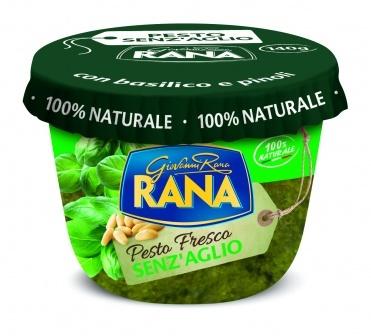 PESTO
SENZ'AGLIO
RANA
140g
con basilico e pinoli
100% NATURALE · 100% NATURALE ·
Giovanni Rana
RANA
100%
NATURALE
Pesto Fresco
SENZ'AGLIO